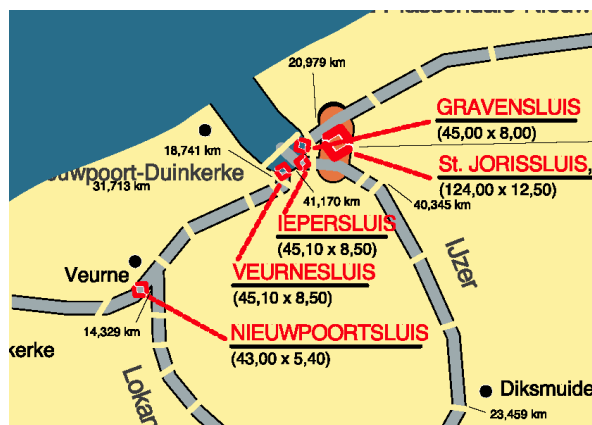 20,979 km
GRAVENSLUIS
(45,00 x 8,00)
18,741 km
St. JORISSLUIS,
(124,00 x 12,50)
uwpoort-Duinkerke
31,713 km
41,170 km
40,345 km
IEPERSLUIS
(45,10 x 8,50)
IJzer
Veurne
VEURNESLUIS
(45,10 x 8,50)
14,329 km
NIEUWPOORTSLUIS
(43,00 x 5,40)
kerke
Lokan
Diksmuide
23,459 km